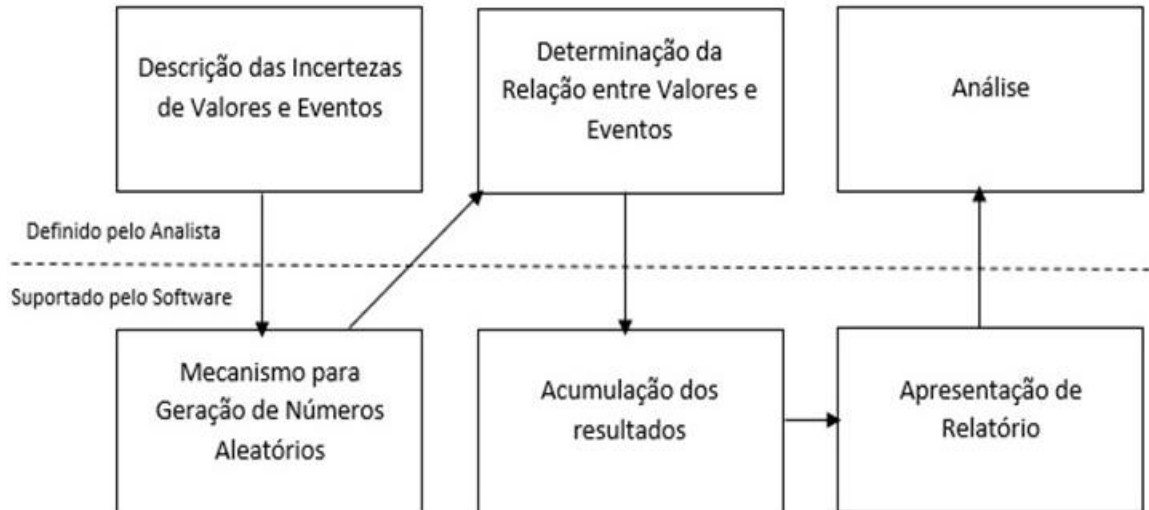 Descrição das Incertezas
de Valores e Eventos
Determinação da
Relação entre Valores e
Eventos
Análise
Definido pelo Analista
Suportado pelo Software
Mecanismo para
Geração de Números
Aleatórios
Acumulação dos
resultados
Apresentação de
Relatório